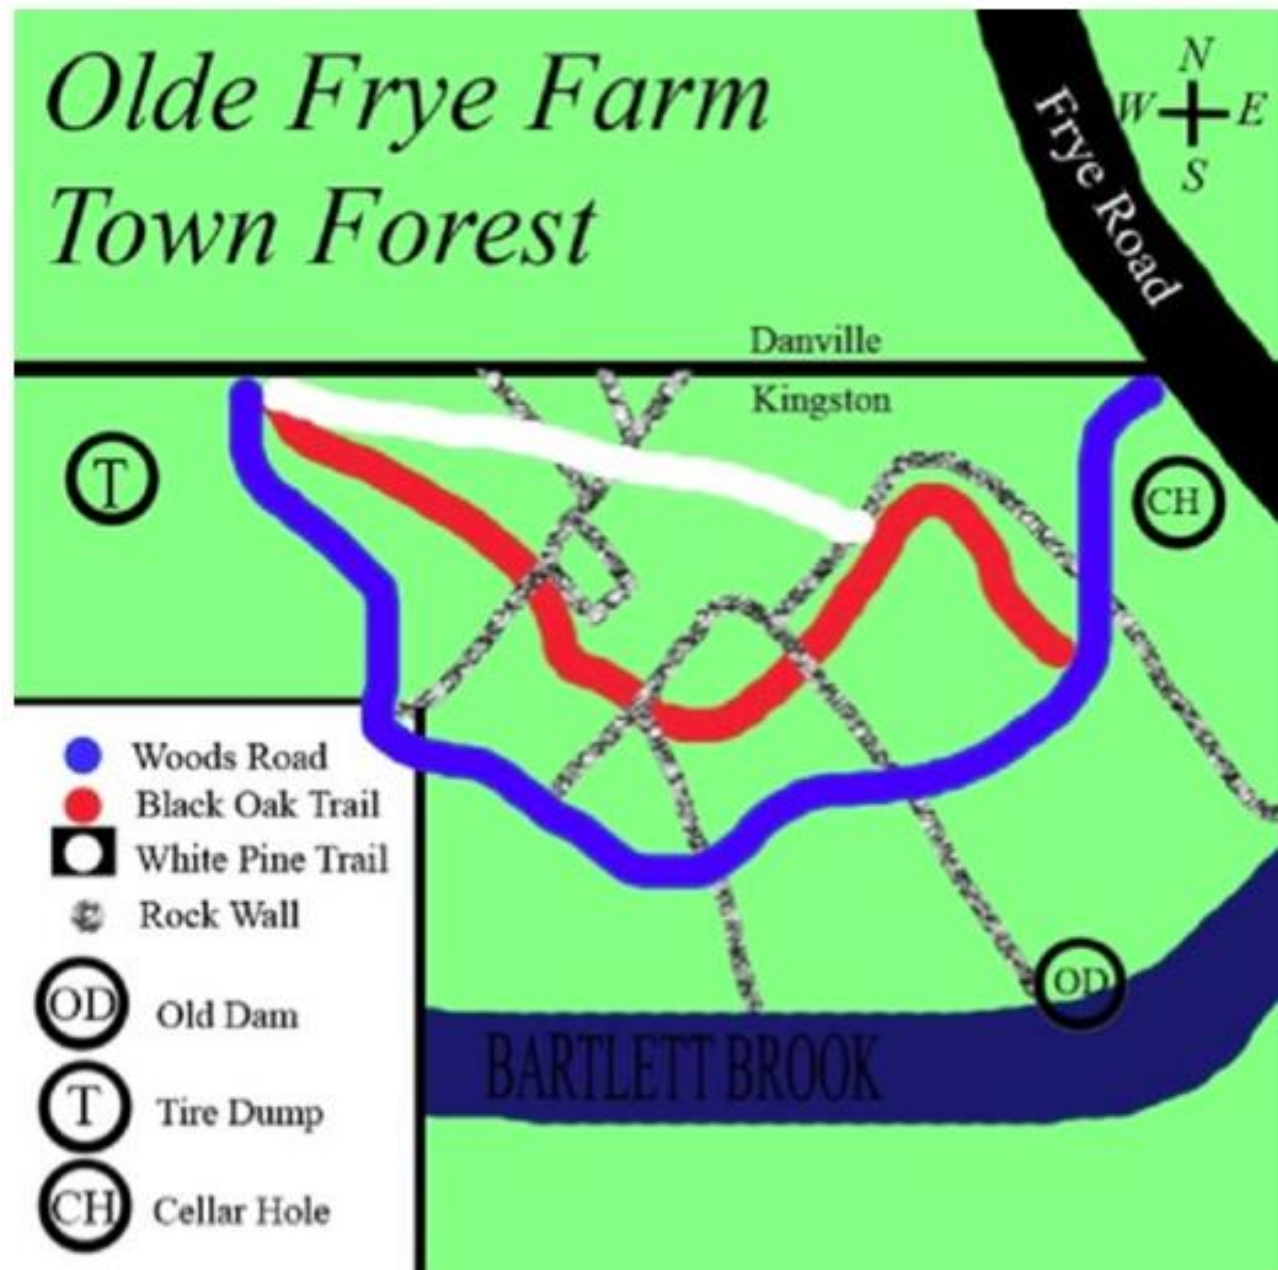 Olde Frye Farm
Town Forest
N
W E
S
Frye Road
Danville
Kingston
T
CH
Woods Road
Black Oak Trail
White Pine Trail
Rock Wall
OD Old Dam
T Tire Dump
CH Cellar Hole
OD
BARTLETT BROOK